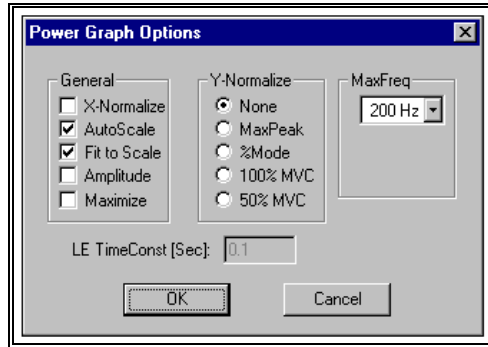 Power Graph Options
General
X-Normalize
AutoScale
Fit to Scale
Amplitude
Maximize
Y-Normalize
None
MaxPeak
%Mode
100% MVC
50% MVC
MaxFreq
200 Hz
LE TimeConst [Sec]: 0.1
OK Cancel